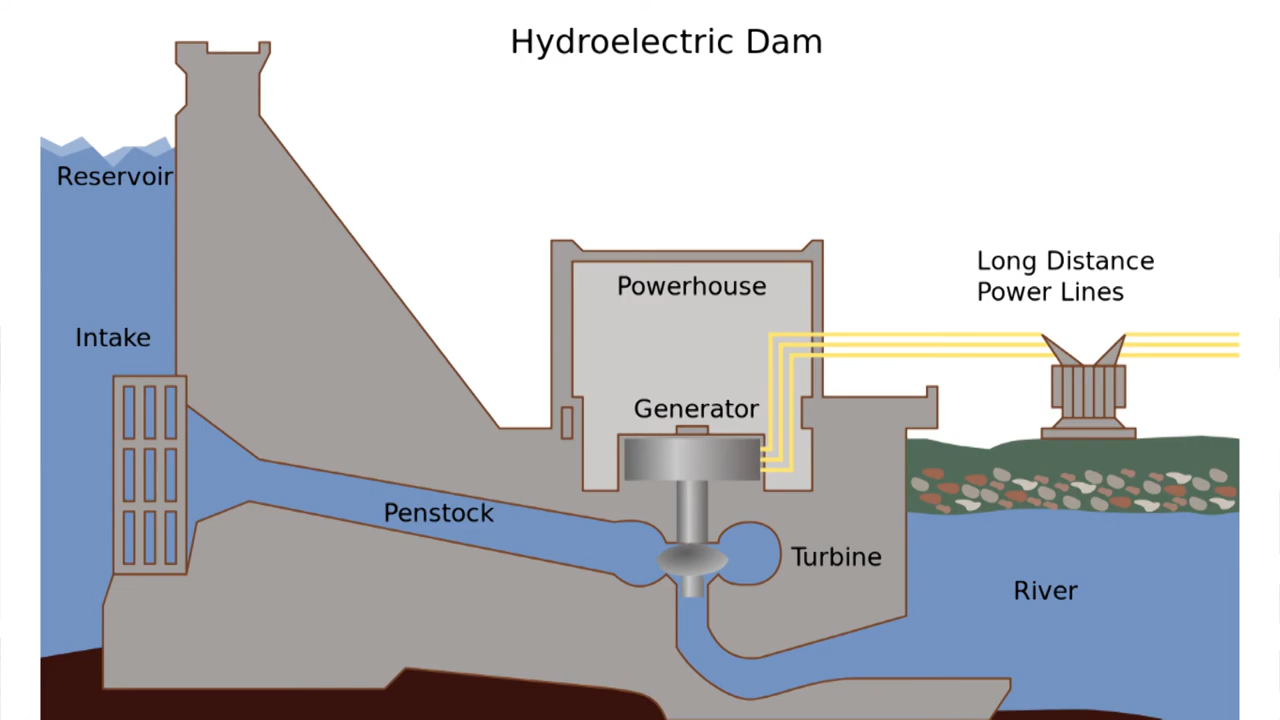 Hydroelectric Dam
Reservoir
Long Distance
Power Lines
Powerhouse
Intake
Generator
Penstock
Turbine
River